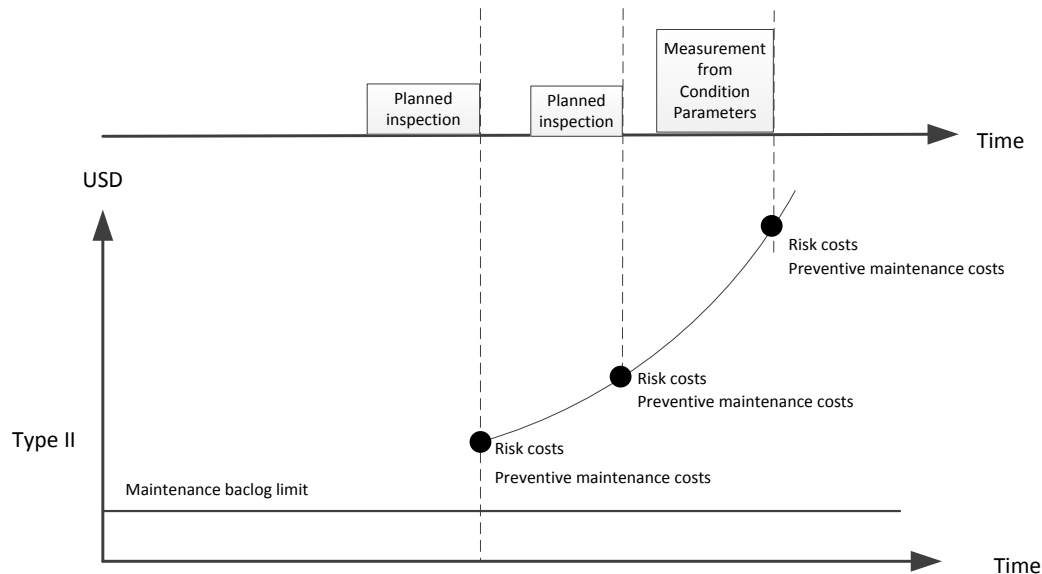 Measurement
from
Condition
Parameters
Planned
inspection
Planned
inspection
Time
USD
Risk costs
Preventive maintenance costs
Risk costs
Preventive maintenance costs
Type II
Risk costs
Preventive maintenance costs
Maintenance baclog limit
Time